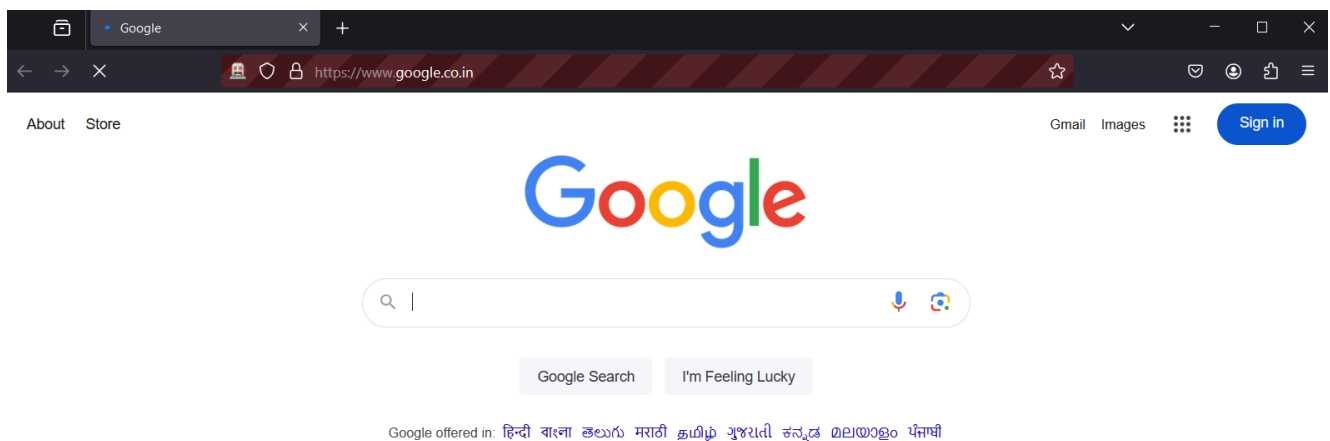 Google
https://www.google.co.in
About Store Gmail Images Sign in
Google
Google Search I'm Feeling Lucky
Google offered in: हिन्दी বাংলা తెలుగు मराठी தமிழ் ગુજરાતી ಕನ್ನಡ മലയാളം ਪੰਜਾਬੀ